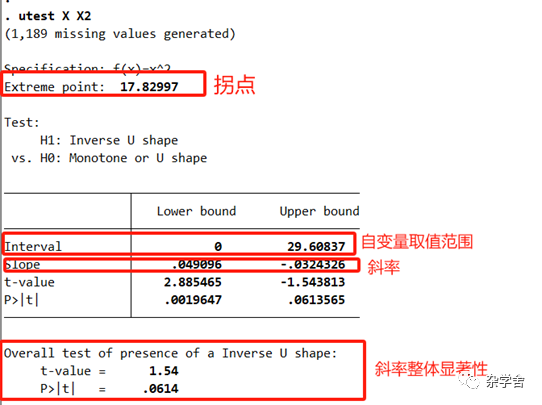 . utest X X2
(1,189 missing values generated)
Specification: f(x)=x^2
Extreme point: 17.82997
拐点
Test:
H1: Inverse U shape
vs. H0: Monotone or U shape
Lower bound Upper bound
Interval 0 29.60837
自变量取值范围
Slope .049096 -.0324326
斜率
t-value 2.885465 -1.543813
P>|t| .0019647 .0613565
Overall test of presence of a Inverse U shape:
t-value = 1.54
P>|t| = .0614
斜率整体显著性
杂学舍